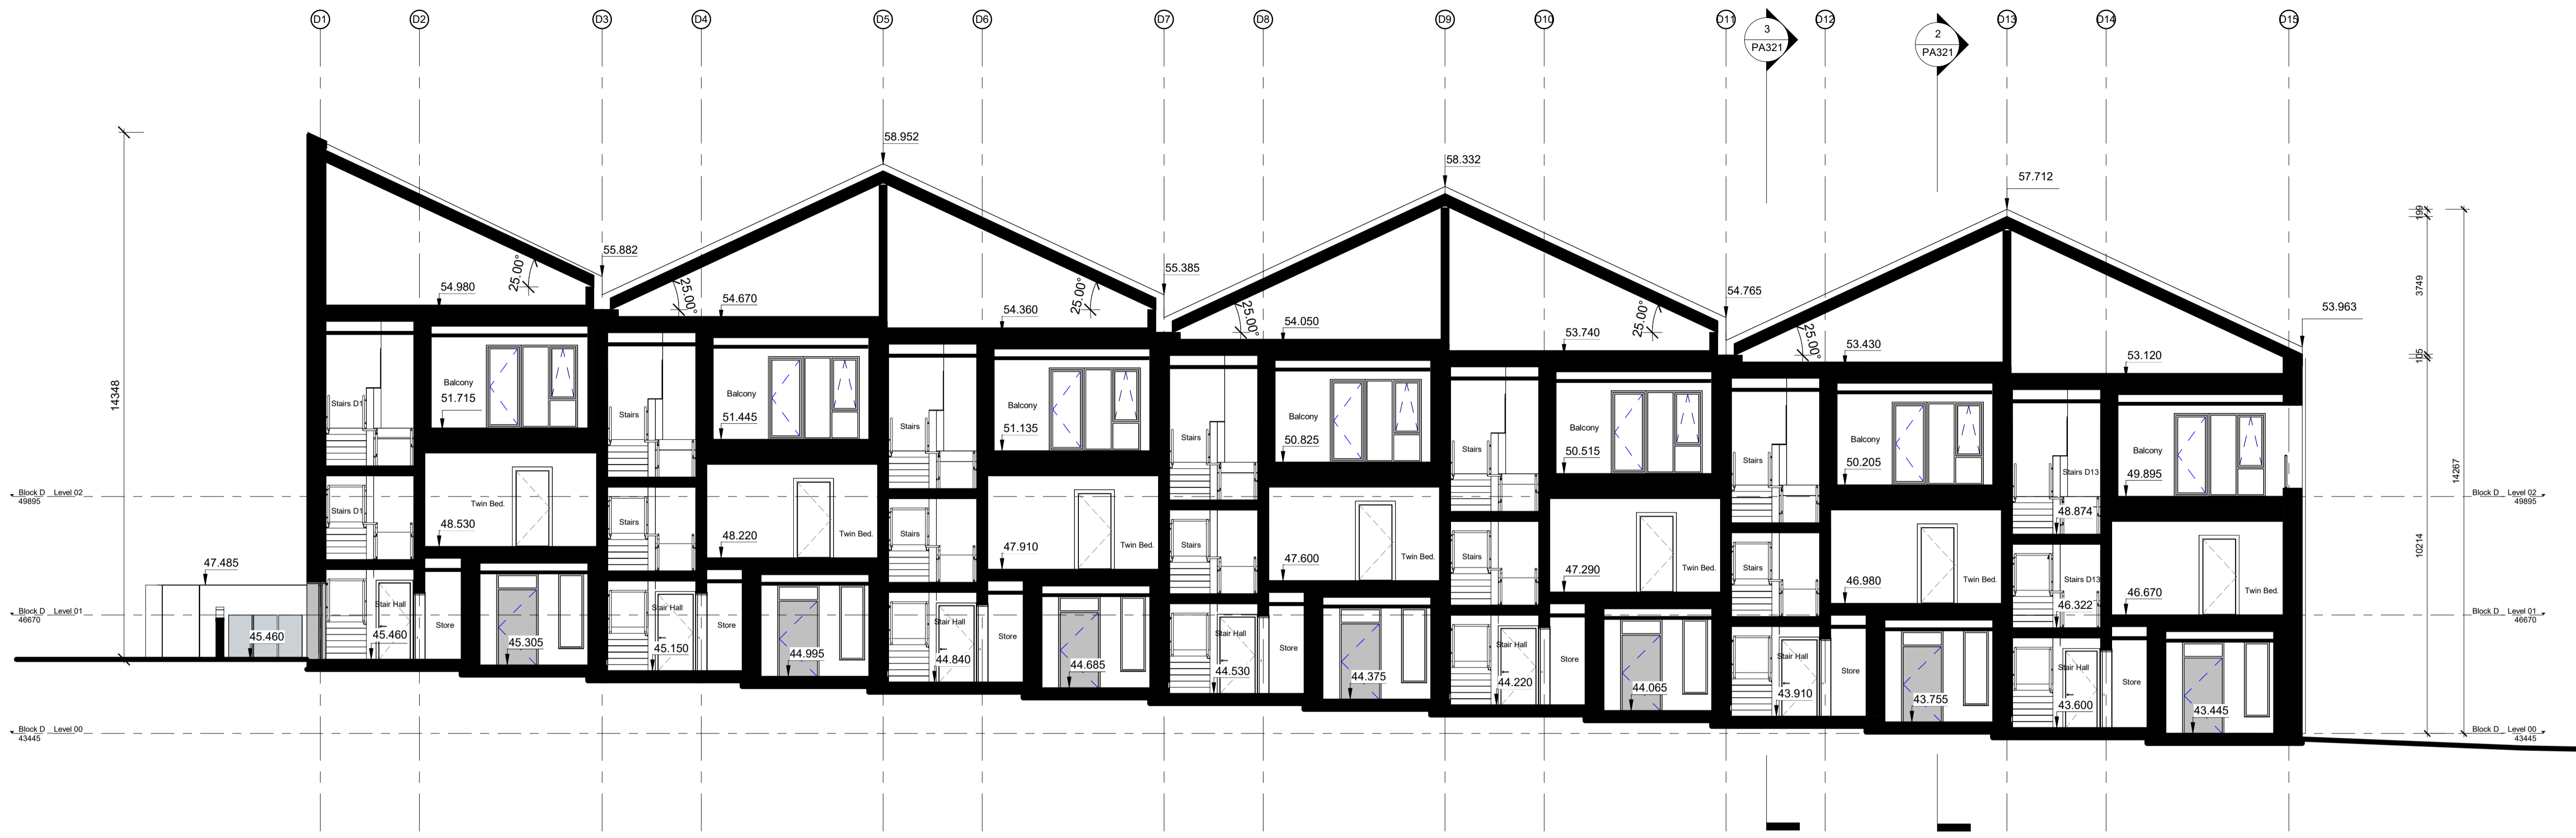 D1 D2 D3 D4 D5 D6 D7 D8 D9 D10 D11 D12 D13 D14 D15
3
PA321
2
PA321
58.952
58.332
57.712
199
55.882
55.385
54.765
53.963
25.00° 25.00° 25.00° 25.00° 25.00° 25.00°
3749
54.980
54.670
54.360
54.050
53.740
53.430
53.120
105
14348
14267
10214
Stairs D1
Balcony
51.715
Stairs
Balcony
51.445
Stairs
Balcony
51.135
Stairs
Balcony
50.825
Stairs
Balcony
50.515
Stairs
Balcony
50.205
Stairs D13
48.874
Balcony
49.895
Block D Level 02
49895
Block D Level 02
49895
Stairs D1
Twin Bed.
48.530
Stairs
Twin Bed.
48.220
Stairs
Twin Bed.
47.910
Stairs
Twin Bed.
47.600
Stairs
Twin Bed.
47.290
Stairs
Twin Bed.
46.980
Stairs D13
46.322
Twin Bed.
46.670
47.485
Block D Level 01
46670
Block D Level 01
46670
45.460
Stair Hall
45.460
Store
45.305
Stair Hall
45.150
Store
44.995
Stair Hall
44.840
Store
44.685
Stair Hall
44.530
Store
44.375
Stair Hall
44.220
Store
44.065
Stair Hall
43.910
Store
43.755
Stair Hall
43.600
Store
43.445
Block D Level 00
43445
Block D Level 00
43445